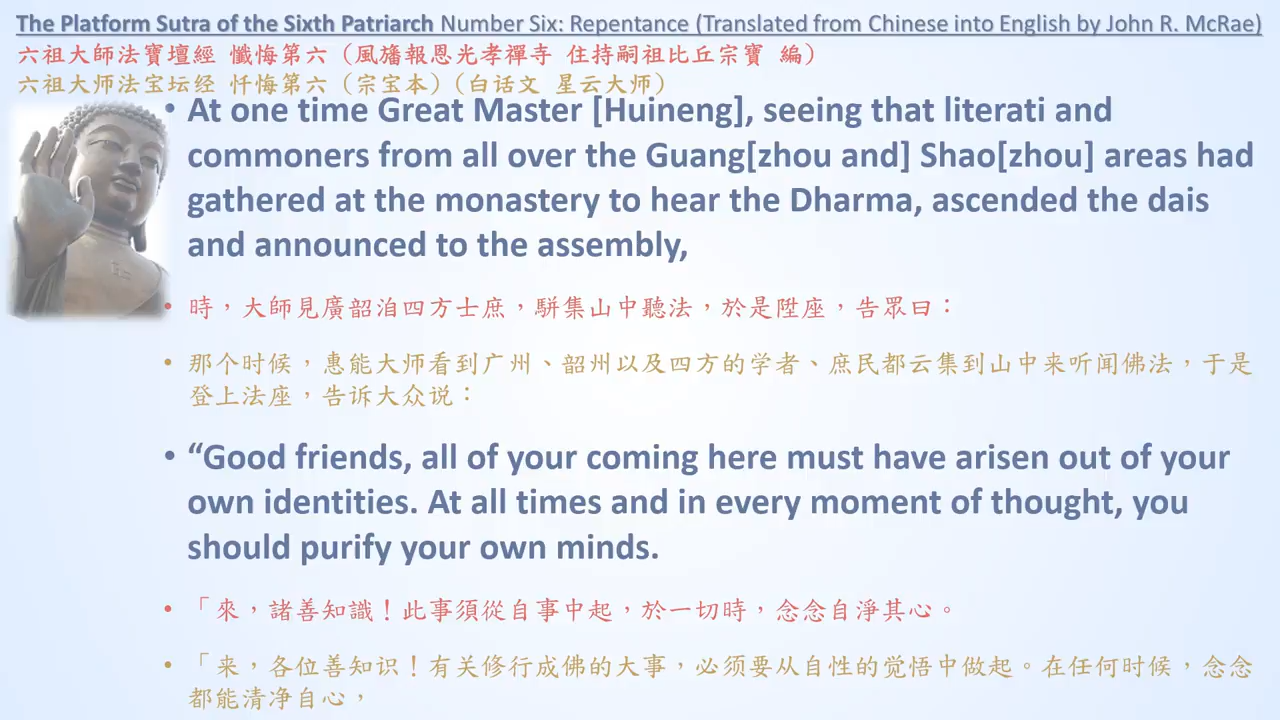 The Platform Sutra of the Sixth Patriarch Number Six: Repentance (Translated from Chinese into English by John R. McRae)
六祖大師法寶壇經 懺悔第六 (風旛報恩光孝禪寺 住持嗣祖比丘宗寶 編)
六祖大师法宝坛经 忏悔第六 (宗宝本) (白话文 星云大师)
• At one time Great Master [Huineng], seeing that literati and
commoners from all over the Guang[zhou and] Shao[zhou] areas had
gathered at the monastery to hear the Dharma, ascended the dais
and announced to the assembly,
• 時，大師見廣韶洎四方士庶，駢集山中聽法，於是陞座，告眾曰：
• 那个时候，惠能大师看到广州、韶州以及四方的学者、庶民都云集到山中来听闻佛法，于是
登上法座，告诉大众说：
• “Good friends, all of your coming here must have arisen out of your
own identities. At all times and in every moment of thought, you
should purify your own minds.
• 「來，諸善知識！此事須從自事中起，於一切時，念念自淨其心。
• 「来，各位善知识！有关修行成佛的大事，必须要从自性的觉悟中做起。在任何时候，念念
都能清净自心，